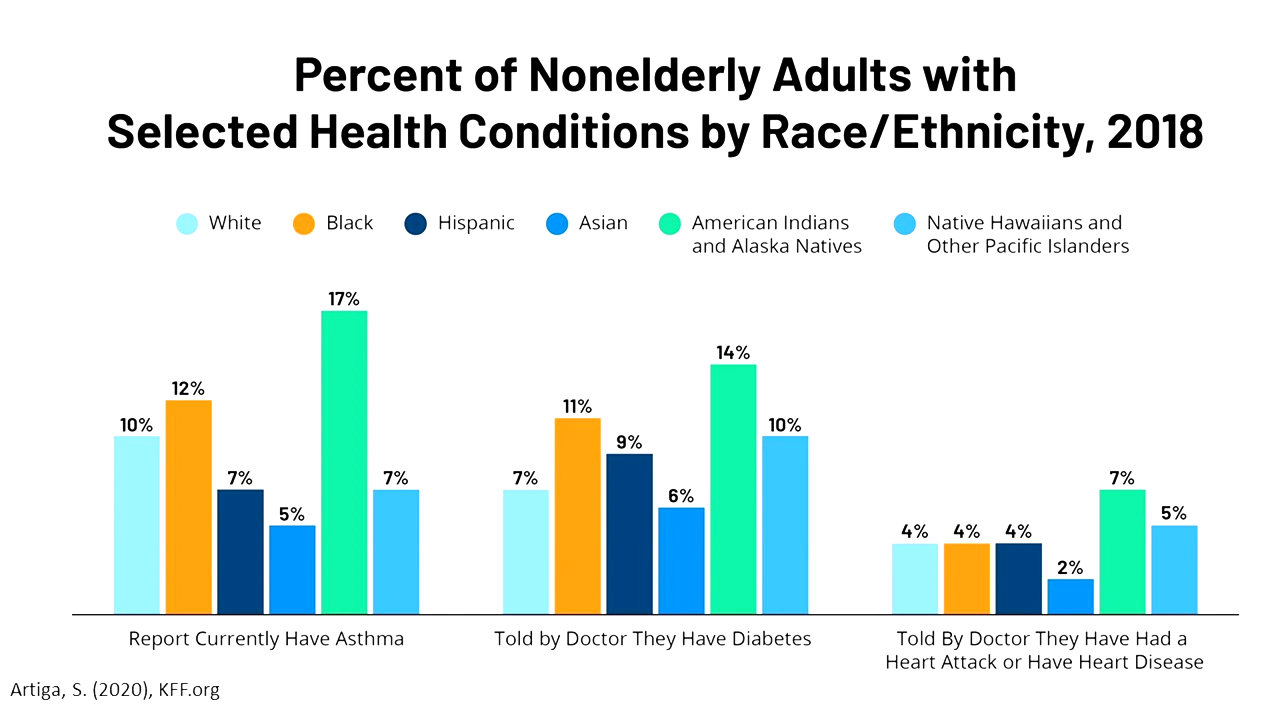 Percent of Nonelderly Adults with
Selected Health Conditions by Race/Ethnicity, 2018
White
Black
Hispanic
Asian
American Indians
and Alaska Natives
Native Hawaiians and
Other Pacific Islanders
10%
12%
7%
5%
17%
7%
Report Currently Have Asthma
7%
11%
9%
6%
14%
10%
Told by Doctor They Have Diabetes
4%
4%
4%
2%
7%
5%
Told By Doctor They Have Had a
Heart Attack or Have Heart Disease
Artiga, S. (2020), KFF.org